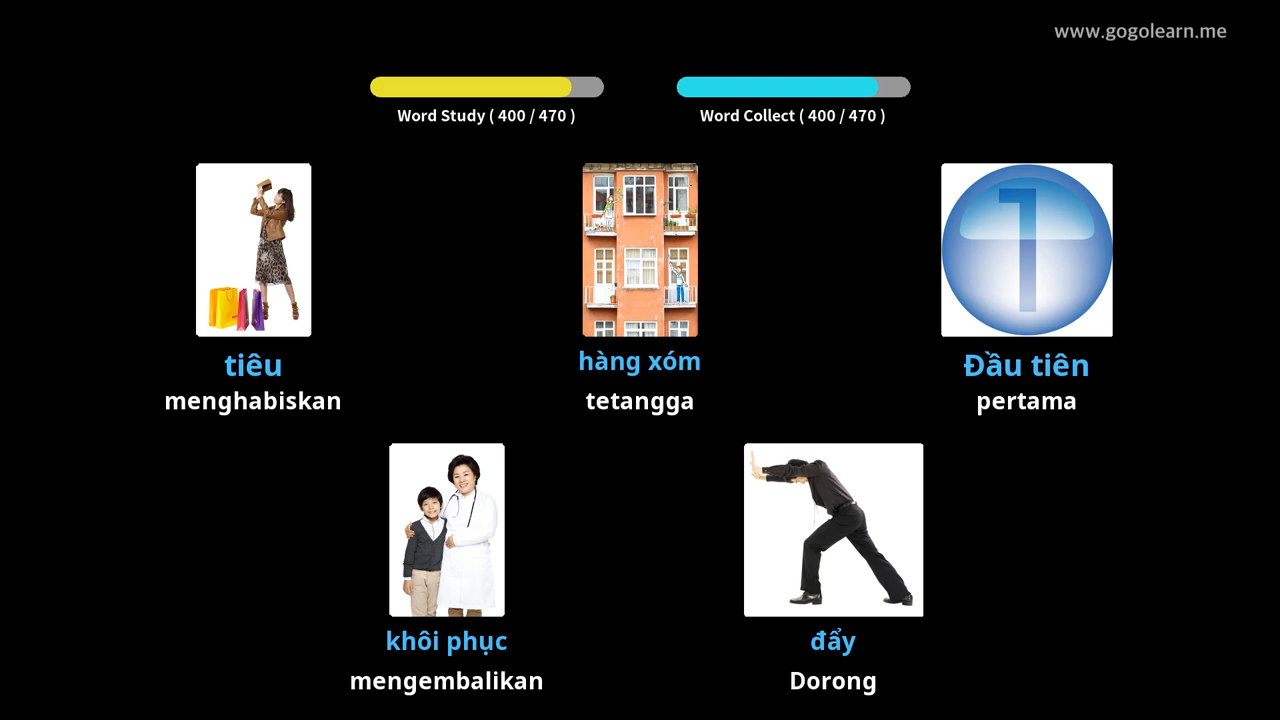 www.gogolearn.me
Word Study ( 400 / 470 )
Word Collect ( 400 / 470 )
1
tiêu
menghabiskan
hàng xóm
tetangga
Đầu tiên
pertama
khôi phục
mengembalikan
đẩy
Dorong